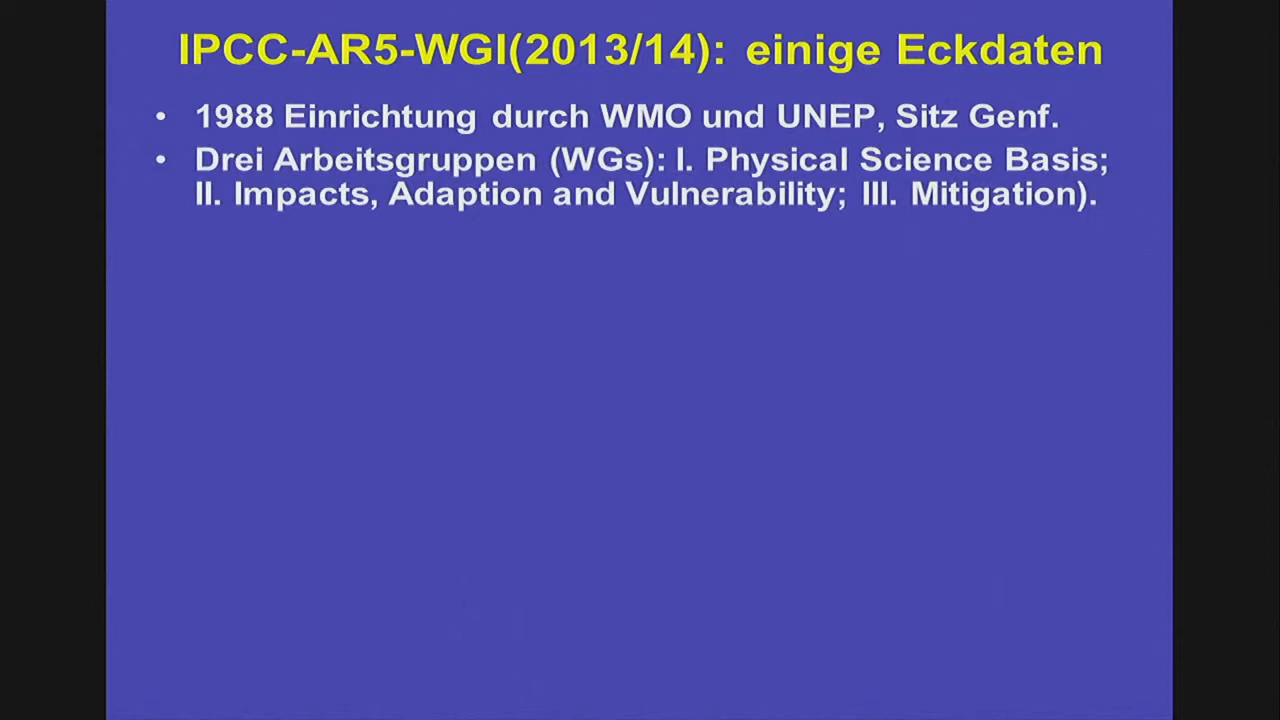 IPCC-AR5-WGI(2013/14): einige Eckdaten
• 1988 Einrichtung durch WMO und UNEP, Sitz Genf.
• Drei Arbeitsgruppen (WGs): I. Physical Science Basis;
II. Impacts, Adaption and Vulnerability; III. Mitigation).